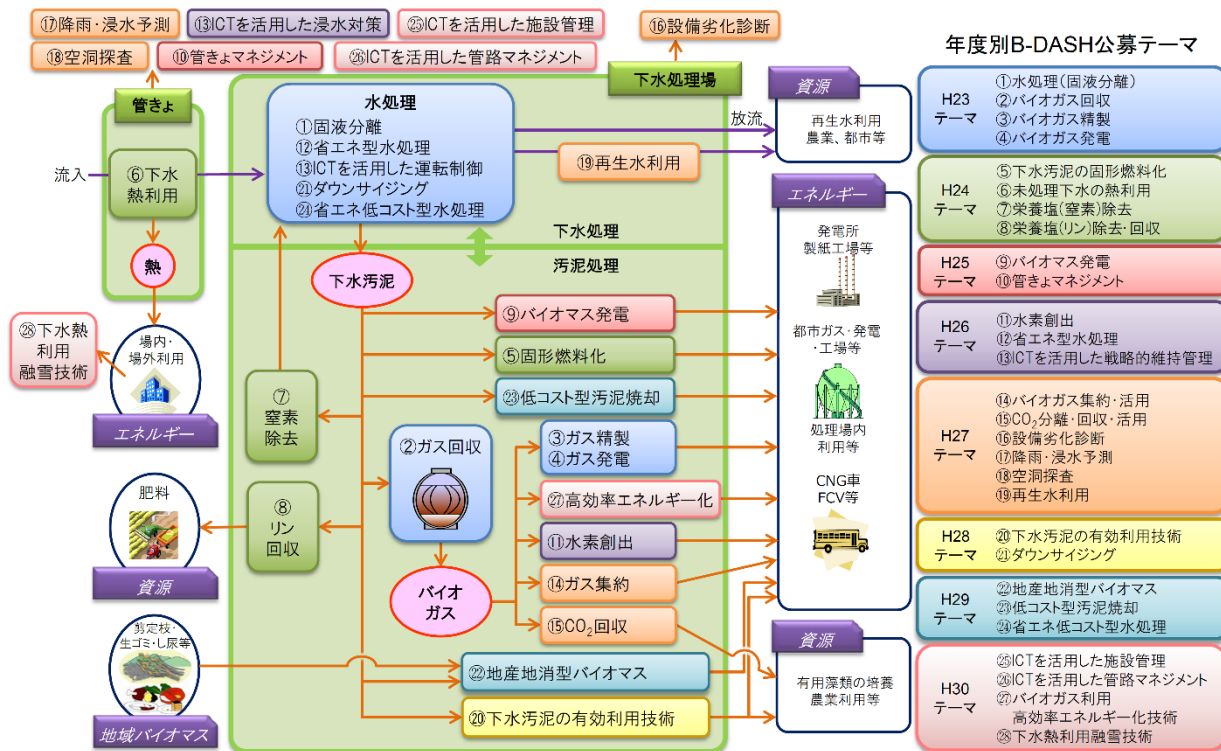 ⑰降雨・浸水予測
⑬ICTを活用した浸水対策
㉕ICTを活用した施設管理
⑱空洞探査
⑩管きょマネジメント
㉖ICTを活用した管路マネジメント
⑯設備劣化診断
管きょ
流入
⑥下水
熱利用
熱
場内・
場外利用
エネルギー
㉘下水熱
利用
融雪技術
肥料
資源
剪定枝・
生ゴミ・し尿等
地域バイオマス
下水処理場
水処理
①固液分離
⑫省エネ型水処理
⑬ICTを活用した運転制御
㉑ダウンサイジング
㉔省エネ低コスト型水処理
放流
⑲再生水利用
下水処理
汚泥処理
下水汚泥
⑦
窒素
除去
⑧
リン
回収
⑨バイオマス発電
⑤固形燃料化
㉓低コスト型汚泥焼却
②ガス回収
バイオ
ガス
③ガス精製
④ガス発電
㉗高効率エネルギー化
⑪水素創出
⑭ガス集約
⑮CO₂回収
㉒地産地消型バイオマス
⑳下水汚泥の有効利用技術
資源
再生水利用
農業、都市等
エネルギー
発電所
製紙工場等
都市ガス・発電
・工場等
処理場内
利用等
CNG車
FCV等
資源
有用藻類の培養
農業利用等
年度別B-DASH公募テーマ
H23
テーマ
①水処理(固液分離)
②バイオガス回収
③バイオガス精製
④バイオガス発電
H24
テーマ
⑤下水汚泥の固形燃料化
⑥未処理下水の熱利用
⑦栄養塩(窒素)除去
⑧栄養塩(リン)除去・回収
H25
テーマ
⑨バイオマス発電
⑩管きょマネジメント
H26
テーマ
⑪水素創出
⑫省エネ型水処理
⑬ICTを活用した戦略的維持管理
H27
テーマ
⑭バイオガス集約・活用
⑮CO₂分離・回収・活用
⑯設備劣化診断
⑰降雨・浸水予測
⑱空洞探査
⑲再生水利用
H28
テーマ
⑳下水汚泥の有効利用技術
㉑ダウンサイジング
H29
テーマ
㉒地産地消型バイオマス
㉓低コスト型汚泥焼却
㉔省エネ低コスト型水処理
H30
テーマ
㉕ICTを活用した施設管理
㉖ICTを活用した管路マネジメント
㉗バイオガス利用
高効率エネルギー化技術
㉘下水熱利用融雪技術